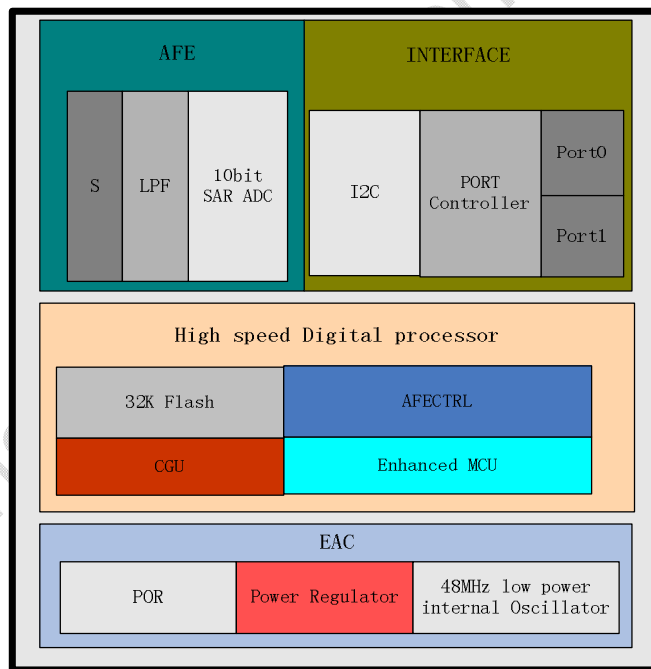 AFE
INTERFACE
S
LPF
10bit
SAR ADC
I2C
PORT
Controller
Port0
Port1
High speed Digital processor
32K Flash
AFECTRL
CGU
Enhanced MCU
EAC
POR
Power Regulator
48MHz low power
internal Oscillator